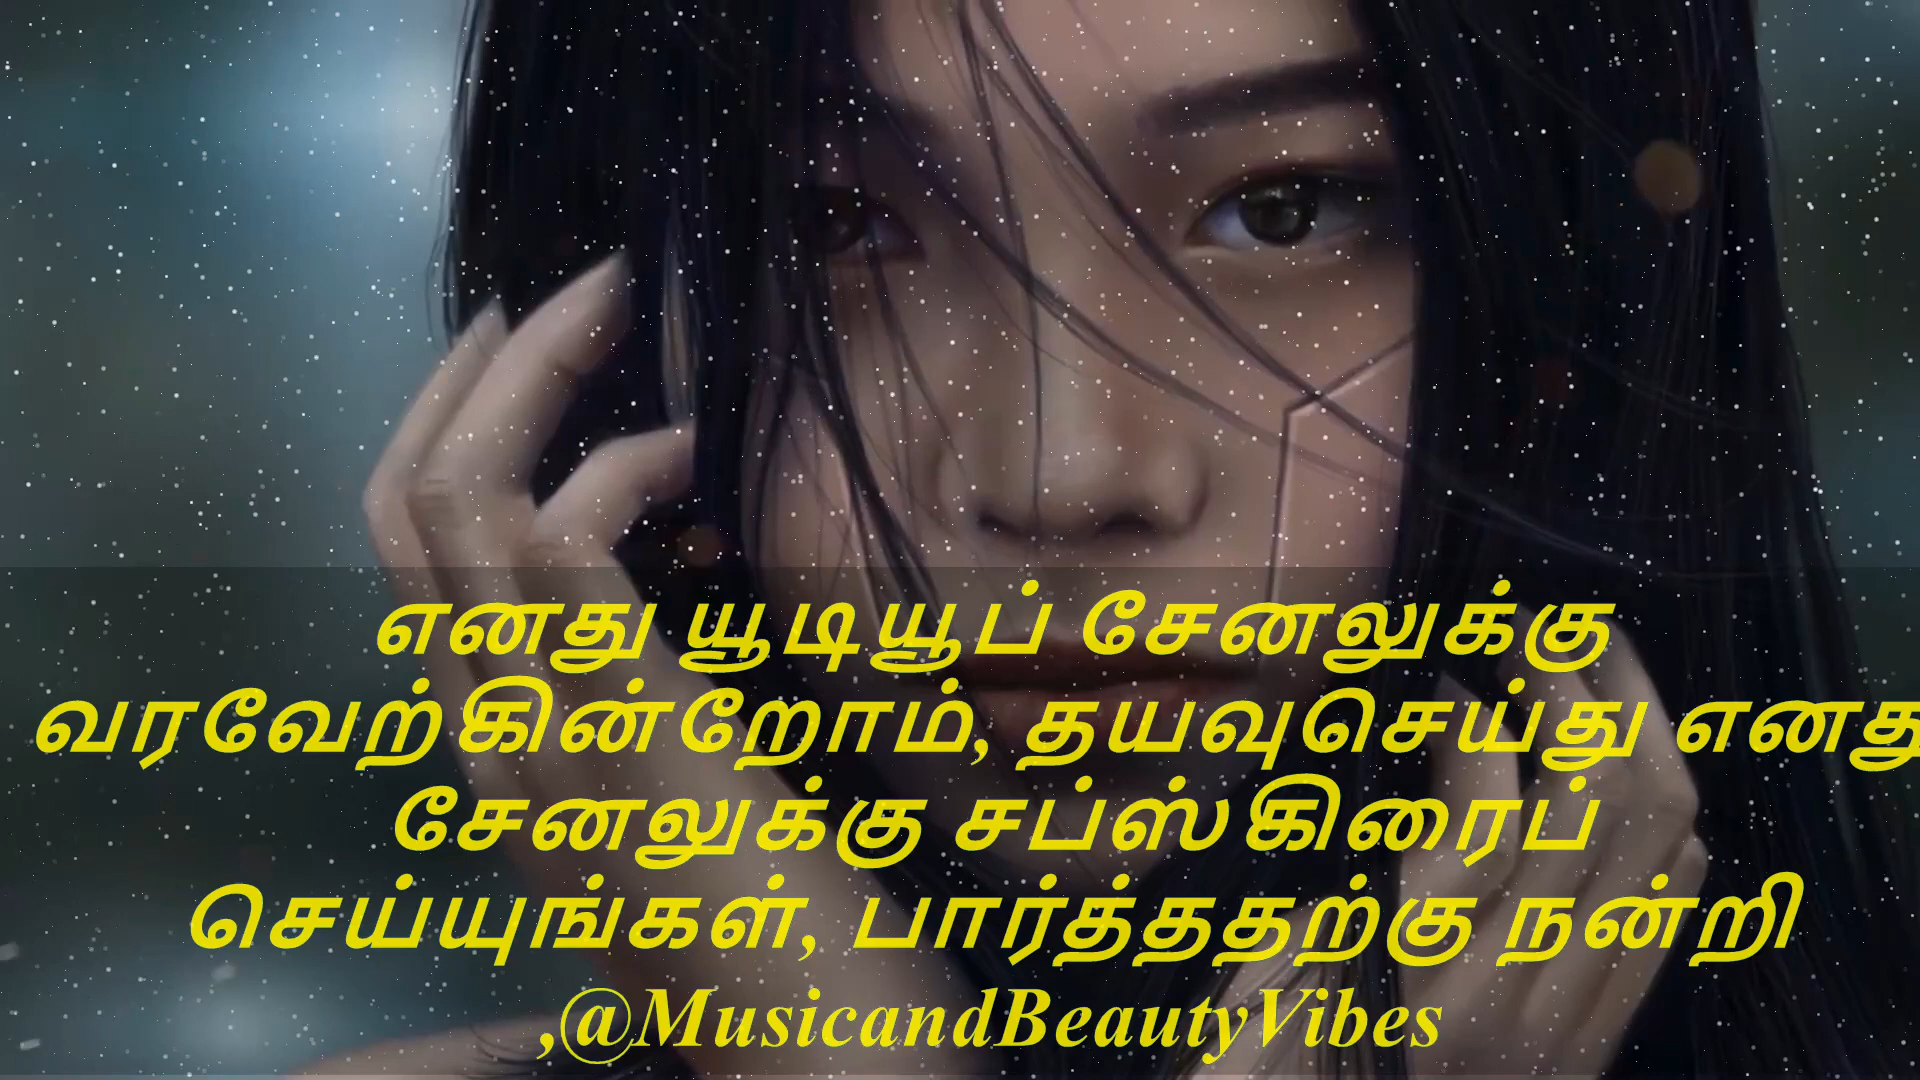 எனது யூடியூப் சேனலுக்கு
வரவேற்கின்றோம், தயவுசெய்து எனது
சேனலுக்கு சப்ஸ்கிரைப்
செய்யுங்கள், பார்த்ததற்கு நன்றி
,@MusicandBeautyVibes